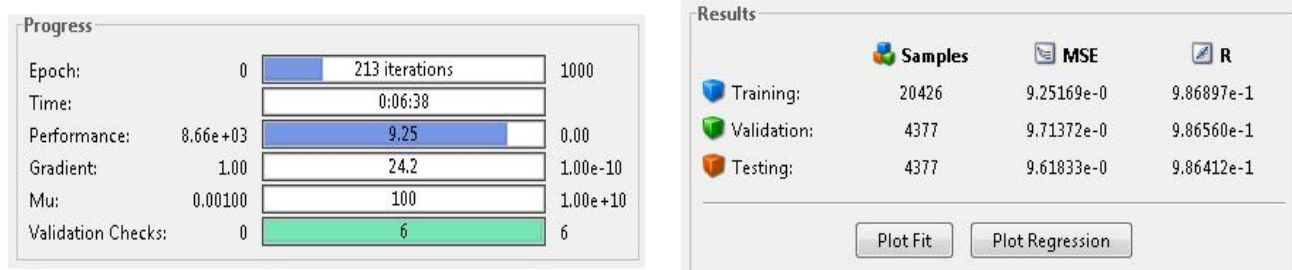 Progress
Epoch: 0 213 iterations 1000
Time: 0:06:38
Performance: 8.66e+03 9.25 0.00
Gradient: 1.00 24.2 1.00e-10
Mu: 0.00100 100 1.00e+10
Validation Checks: 0 6 6
Results
Samples MSE R
Training: 20426 9.25169e-0 9.86897e-1
Validation: 4377 9.71372e-0 9.86560e-1
Testing: 4377 9.61833e-0 9.86412e-1
Plot Fit Plot Regression